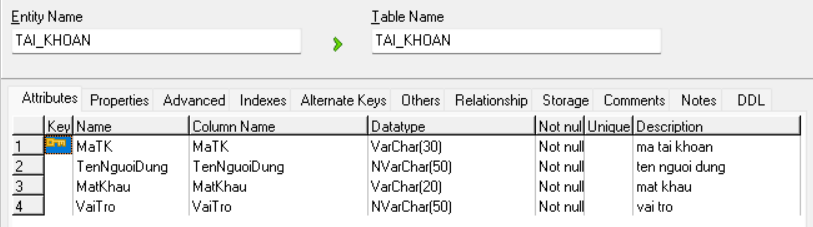 Entity Name Table Name
TAI_KHOAN TAI_KHOAN
Attributes Properties Advanced Indexes Alternate Keys Others Relationship Storage Comments Notes DDL
Key Name Column Name Datatype Not nul Unique Description
1 MaTK MaTK VarChar(30) Not null ma tai khoan
2 TenNguoiDung TenNguoiDung NVarChar(50) Not null ten nguoi dung
3 MatKhau MatKhau VarChar(20) Not null mat khau
4 VaiTro VaiTro NVarChar(50) Not null vai tro